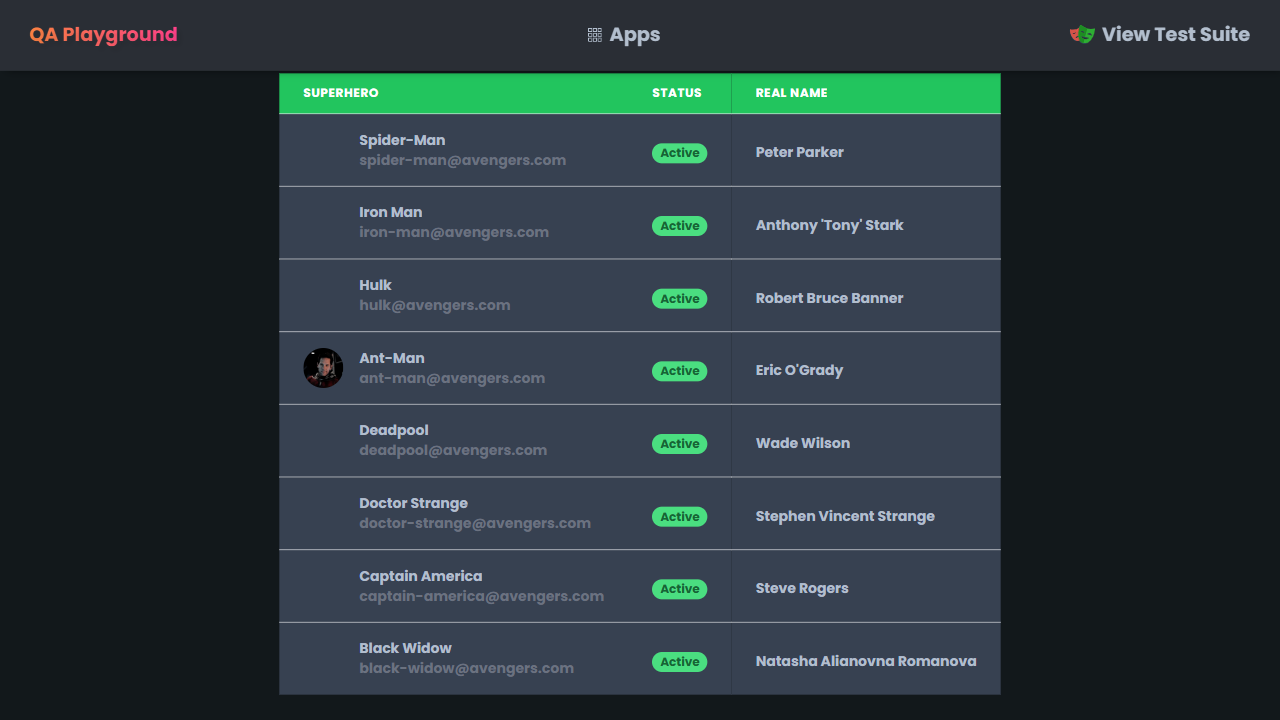 QA Playground
Apps
View Test Suite
SUPERHERO STATUS REAL NAME
Spider-Man
spider-man@avengers.com
Active
Peter Parker
Iron Man
iron-man@avengers.com
Active
Anthony 'Tony' Stark
Hulk
hulk@avengers.com
Active
Robert Bruce Banner
Ant-Man
ant-man@avengers.com
Active
Eric O'Grady
Deadpool
deadpool@avengers.com
Active
Wade Wilson
Doctor Strange
doctor-strange@avengers.com
Active
Stephen Vincent Strange
Captain America
captain-america@avengers.com
Active
Steve Rogers
Black Widow
black-widow@avengers.com
Active
Natasha Alianovna Romanova